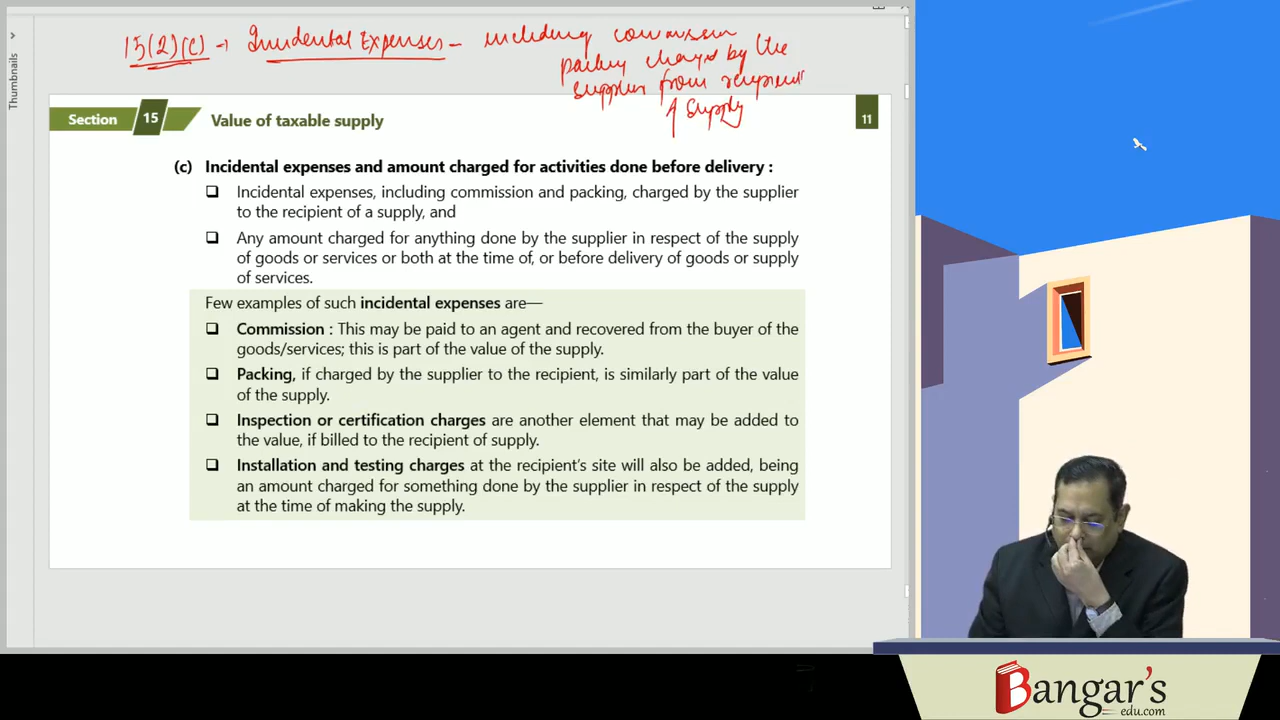 15(2)(c) → Incidental Expenses - including commission
packing charged by the
supplier from recipient
of supply
Thumbnails
Section 15 Value of taxable supply 11
(c) Incidental expenses and amount charged for activities done before delivery :
❑ Incidental expenses, including commission and packing, charged by the supplier
to the recipient of a supply, and
❑ Any amount charged for anything done by the supplier in respect of the supply
of goods or services or both at the time of, or before delivery of goods or supply
of services.
Few examples of such incidental expenses are—
❑ Commission : This may be paid to an agent and recovered from the buyer of the
goods/services; this is part of the value of the supply.
❑ Packing, if charged by the supplier to the recipient, is similarly part of the value
of the supply.
❑ Inspection or certification charges are another element that may be added to
the value, if billed to the recipient of supply.
❑ Installation and testing charges at the recipient's site will also be added, being
an amount charged for something done by the supplier in respect of the supply
at the time of making the supply.
Bangar's
edu.com